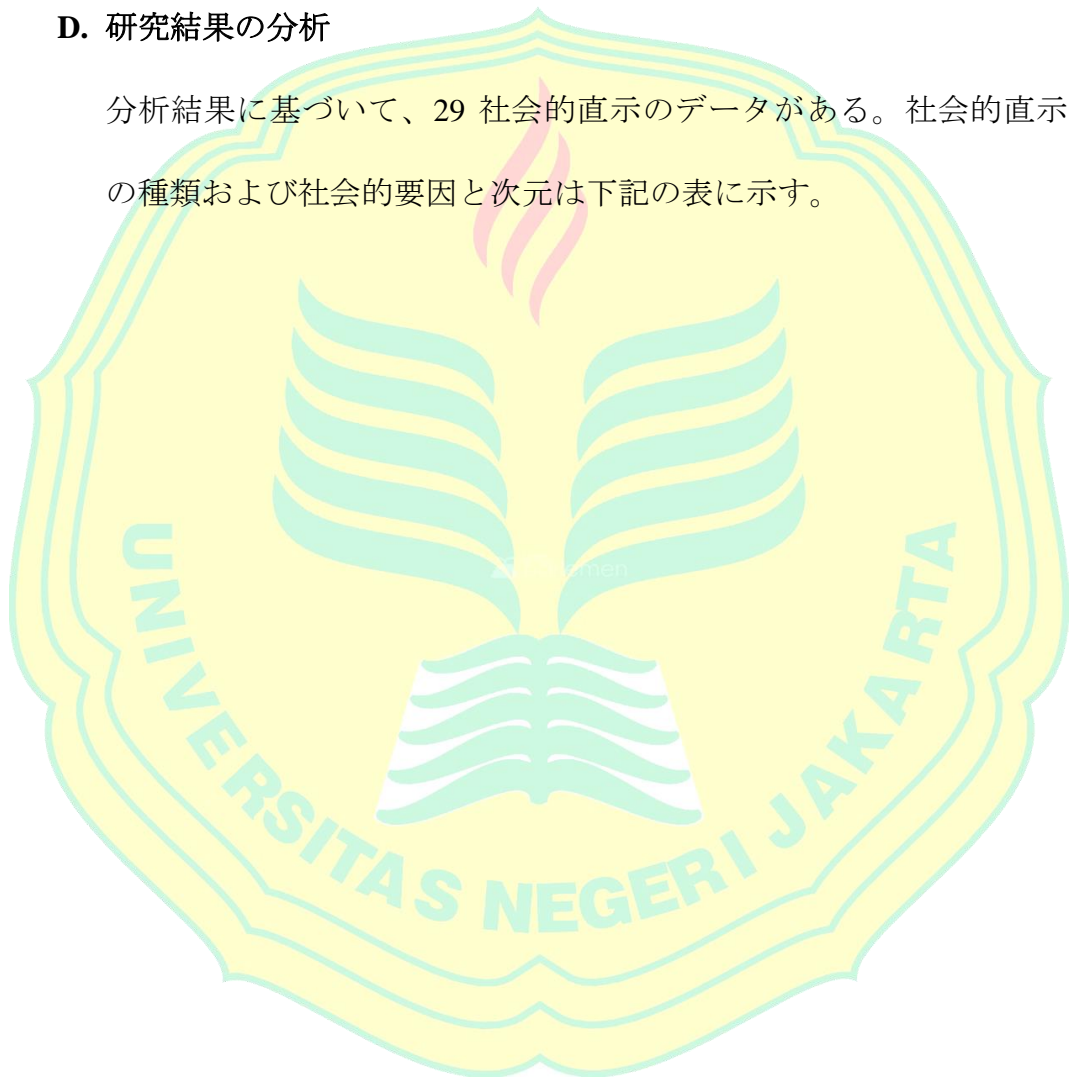 D. 研究結果の分析
分析結果に基づいて、29 社会的直示のデータがある。社会的直示
の種類および社会的要因と次元は下記の表に示す。
UNIVERSITAS NEGERI JAKARTA